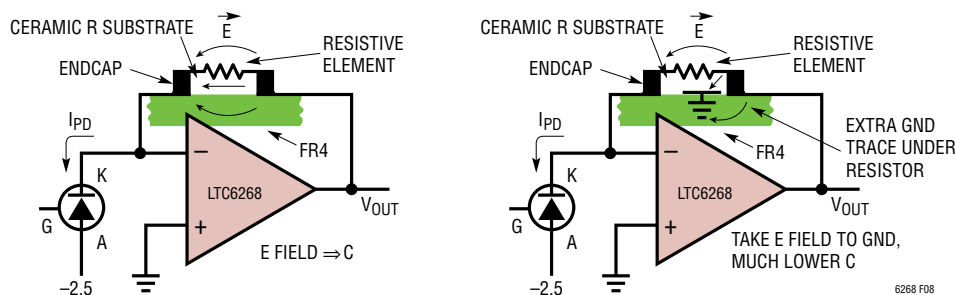 CERAMIC R SUBSTRATE
E
RESISTIVE
ELEMENT
ENDCAP
IPD
FR4
K
–
LTC6268
G
VOUT
+
A
E FIELD ⇒ C
–2.5
CERAMIC R SUBSTRATE
E
RESISTIVE
ELEMENT
ENDCAP
IPD
FR4
EXTRA GND
TRACE UNDER
RESISTOR
K
–
LTC6268
G
VOUT
+
A
TAKE E FIELD TO GND,
MUCH LOWER C
–2.5
6268 F08